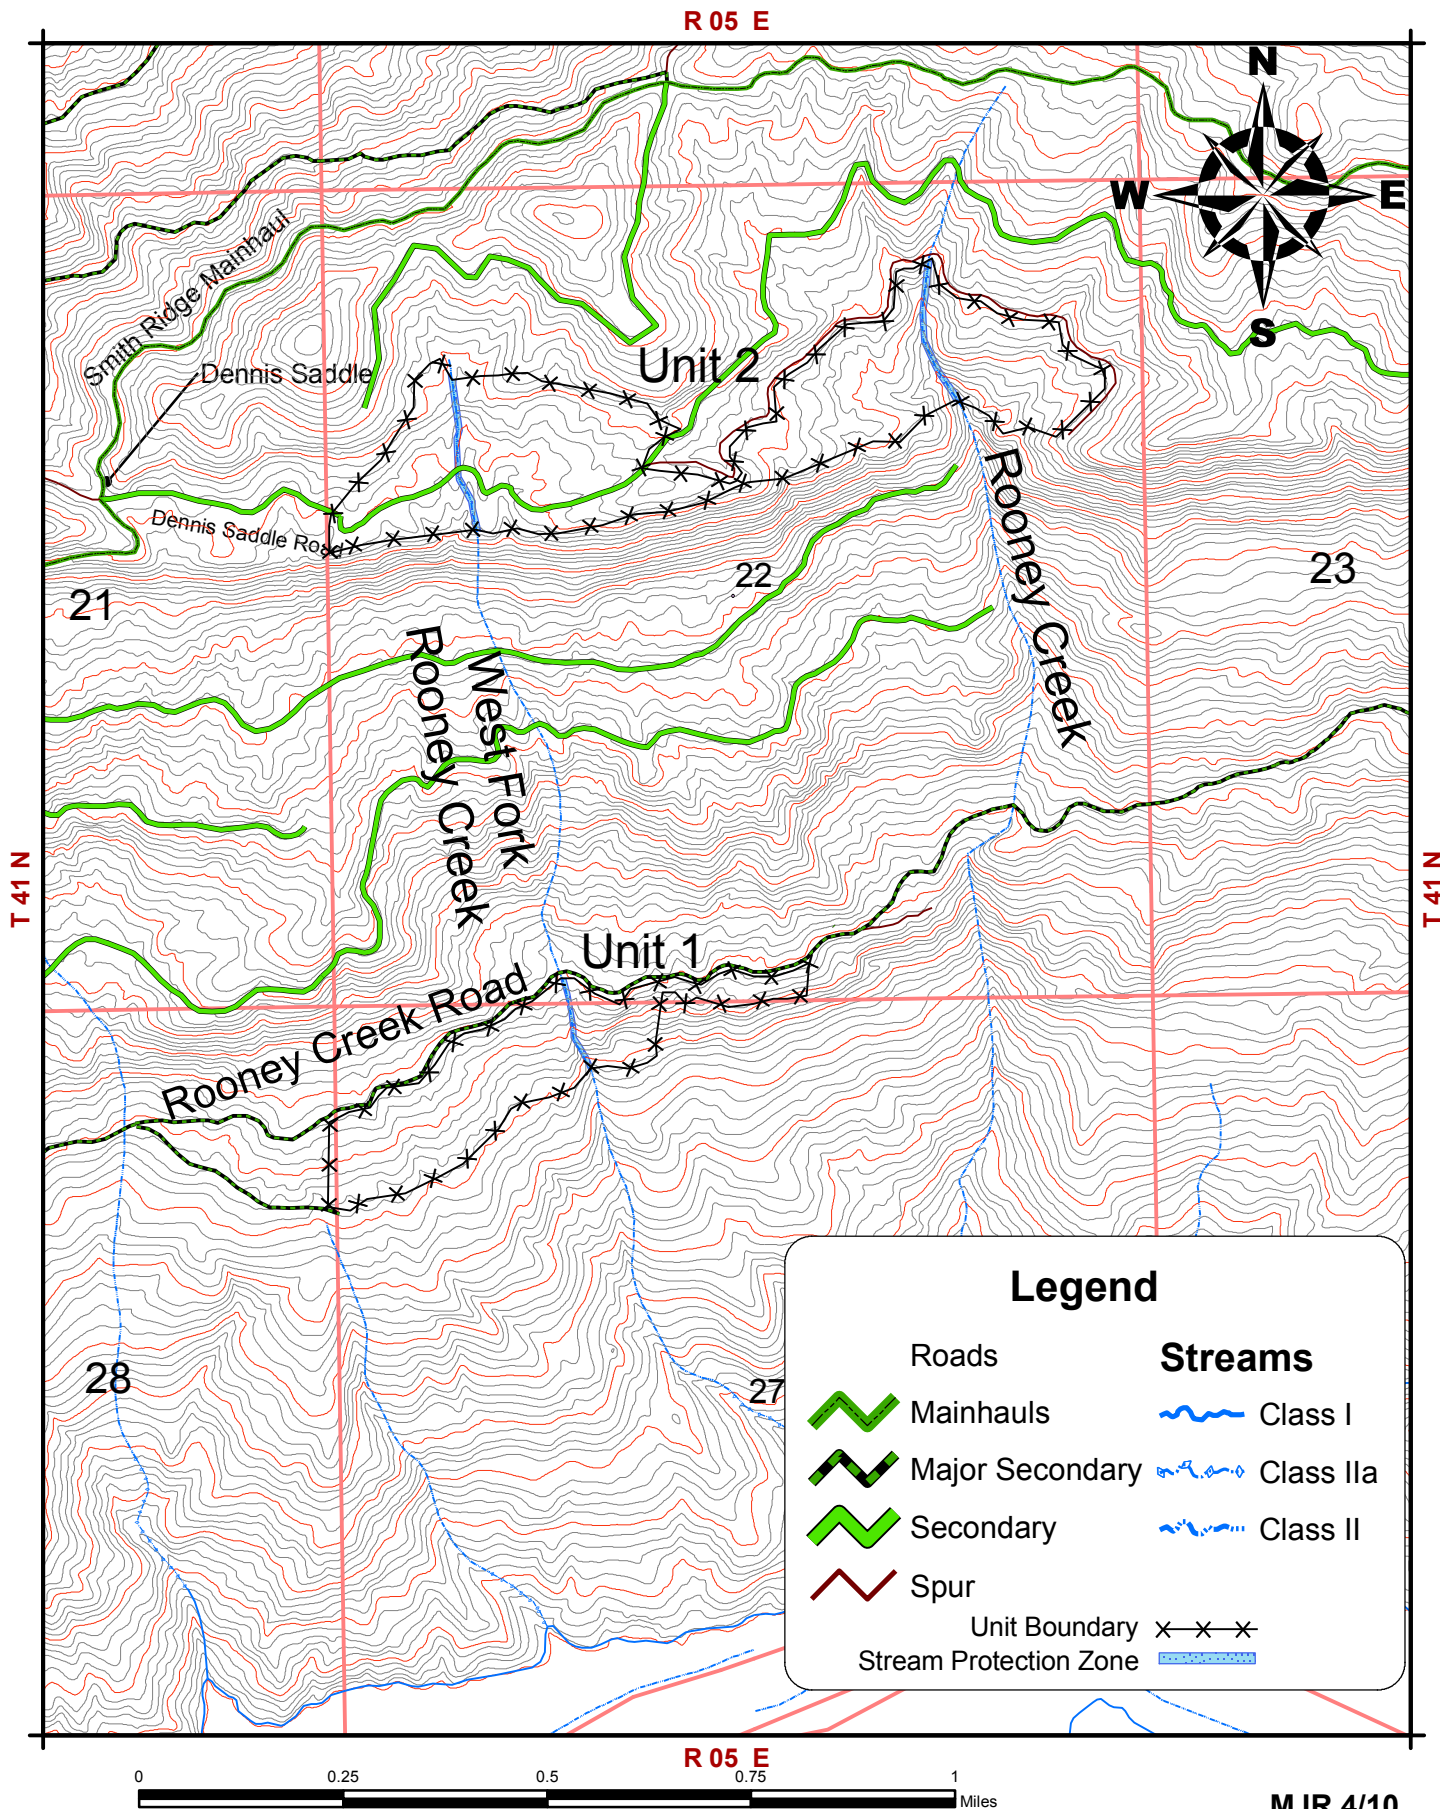 R 05 E
N
W
E
S
Smith Ridge Mainhaul
Dennis Saddle
Unit 2
Dennis Saddle Road
Rooney Creek
22
23
21
West Fork
Rooney Creek
T 41 N
T 41 N
Unit 1
Rooney Creek Road
28
27
Legend
Roads
Streams
Mainhauls
Class I
Major Secondary
Class IIa
Secondary
Class II
Spur
Unit Boundary
Stream Protection Zone
R 05 E
0 0.25 0.5 0.75 1
Miles
MJR 4/10